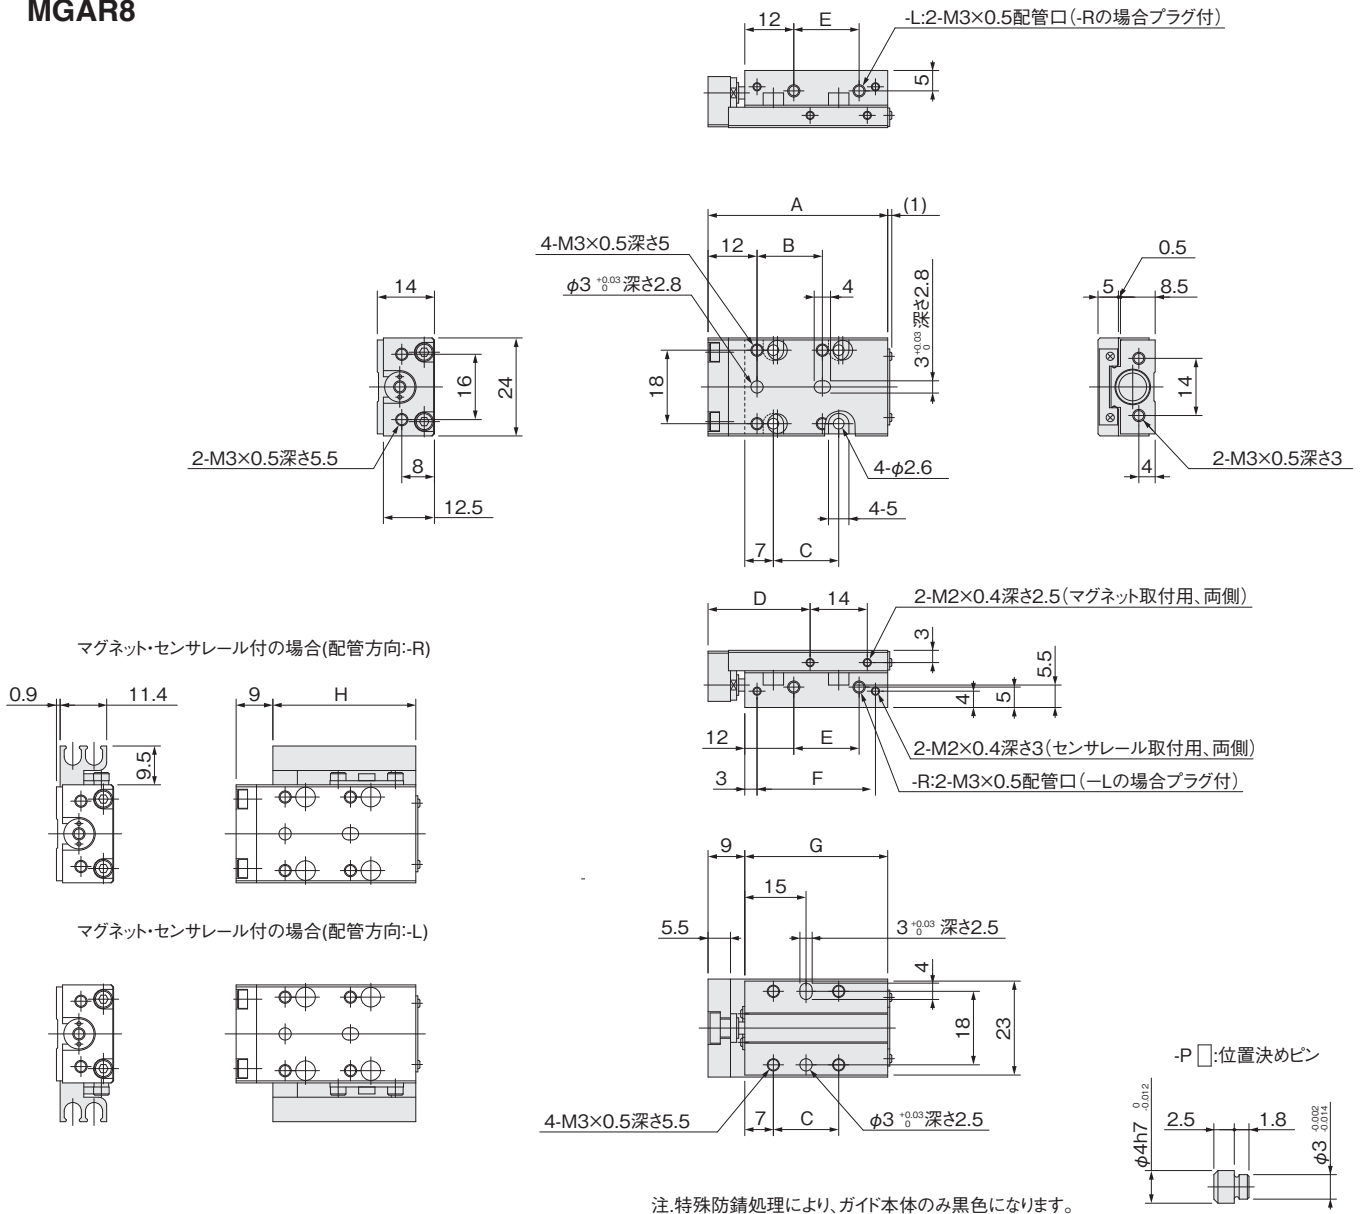 MGAR8
12
E
-L:2-M3×0.5配管口(-Rの場合プラグ付)
5
A
(1)
4-M3×0.5深さ5
12
B
φ3 +0.03 0 深さ2.8
4
3 +0.03 0 深さ2.8
18
4-φ2.6
4-5
7
C
14
16
24
2-M3×0.5深さ5.5
8
12.5
0.5
5
8.5
14
2-M3×0.5深さ3
4
D
14
2-M2×0.4深さ2.5(マグネット取付用、両側)
3
4
5
5.5
12
E
2-M2×0.4深さ3(センサレール取付用、両側)
3
F
-R:2-M3×0.5配管口(−Lの場合プラグ付)
マグネット・センサレール付の場合(配管方向:-R)
0.9
11.4
9
H
9.5
マグネット・センサレール付の場合(配管方向:-L)
9
G
15
5.5
3 +0.03 0 深さ2.5
4
18
23
4-M3×0.5深さ5.5
7
C
φ3 +0.03 0 深さ2.5
-P □:位置決めピン
φ4h7 0 -0.012
2.5
1.8
φ3 -0.002 -0.014
注.特殊防錆処理により、ガイド本体のみ黒色になります。